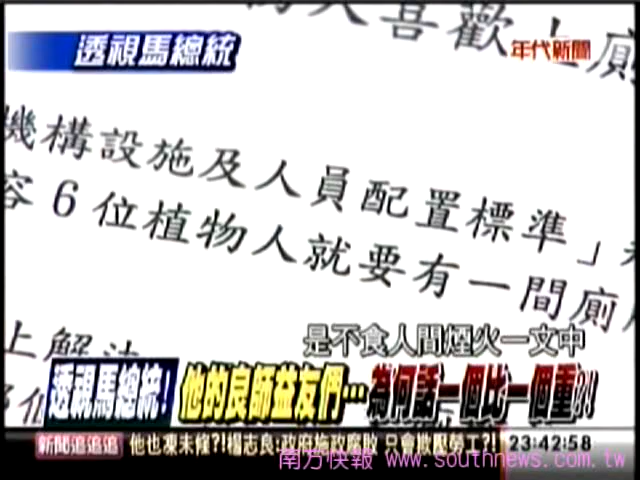 的人喜歡上廁
透視馬總統
年代新聞
機構設施及人員配置標準」
容6位植物人就要有一間廁
上解決
是不食人間煙火一文中
透視馬總統! 他的良師益友們…為何話一個比一個重?!
新聞追追追 他也凍未條?!楊志良:政府施政腐敗 只會欺壓勞工?! 23:42:58
南方快報 www.southnews.com.tw